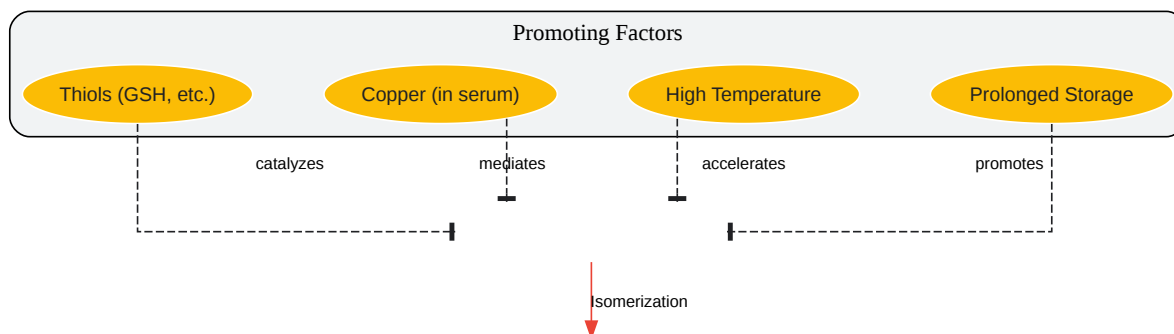 Promoting Factors
Thiols (GSH, etc.)
Copper (in serum)
High Temperature
Prolonged Storage
catalyzes
mediates
accelerates
promotes
Isomerization